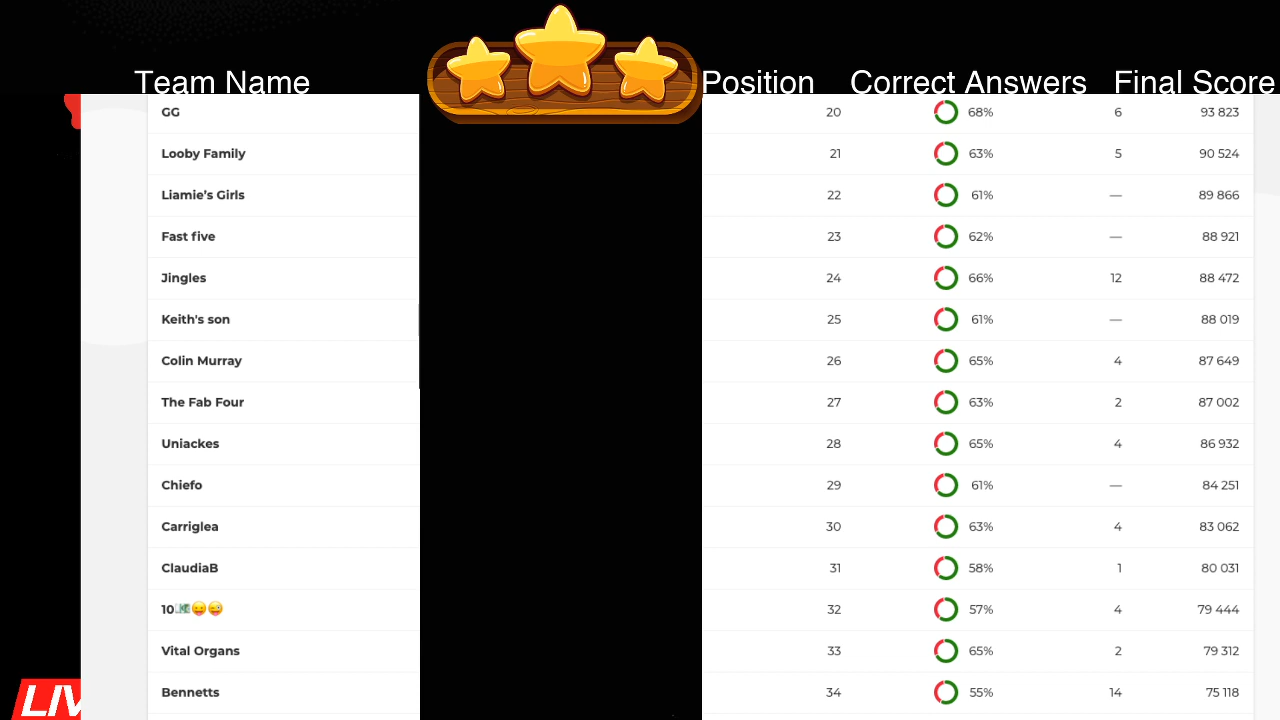 Team Name Position Correct Answers Final Score
GG 20 68% 6 93 823
Looby Family 21 63% 5 90 524
Liamie's Girls 22 61% — 89 866
Fast five 23 62% — 88 921
Jingles 24 66% 12 88 472
Keith's son 25 61% — 88 019
Colin Murray 26 65% 4 87 649
The Fab Four 27 63% 2 87 002
Uniackes 28 65% 4 86 932
Chiefo 29 61% — 84 251
Carriglea 30 63% 4 83 062
ClaudiaB 31 58% 1 80 031
10💵😛😜 32 57% 4 79 444
Vital Organs 33 65% 2 79 312
Bennetts 34 55% 14 75 118
LIV